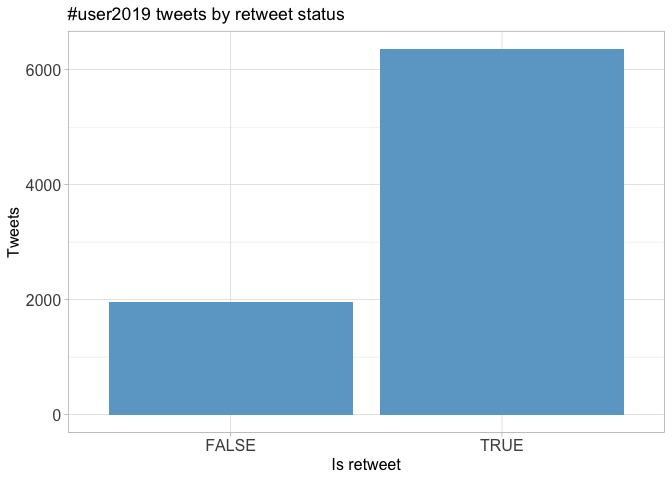 #user2019 tweets by retweet status
6000
4000
2000
0
Tweets
FALSE
TRUE
Is retweet